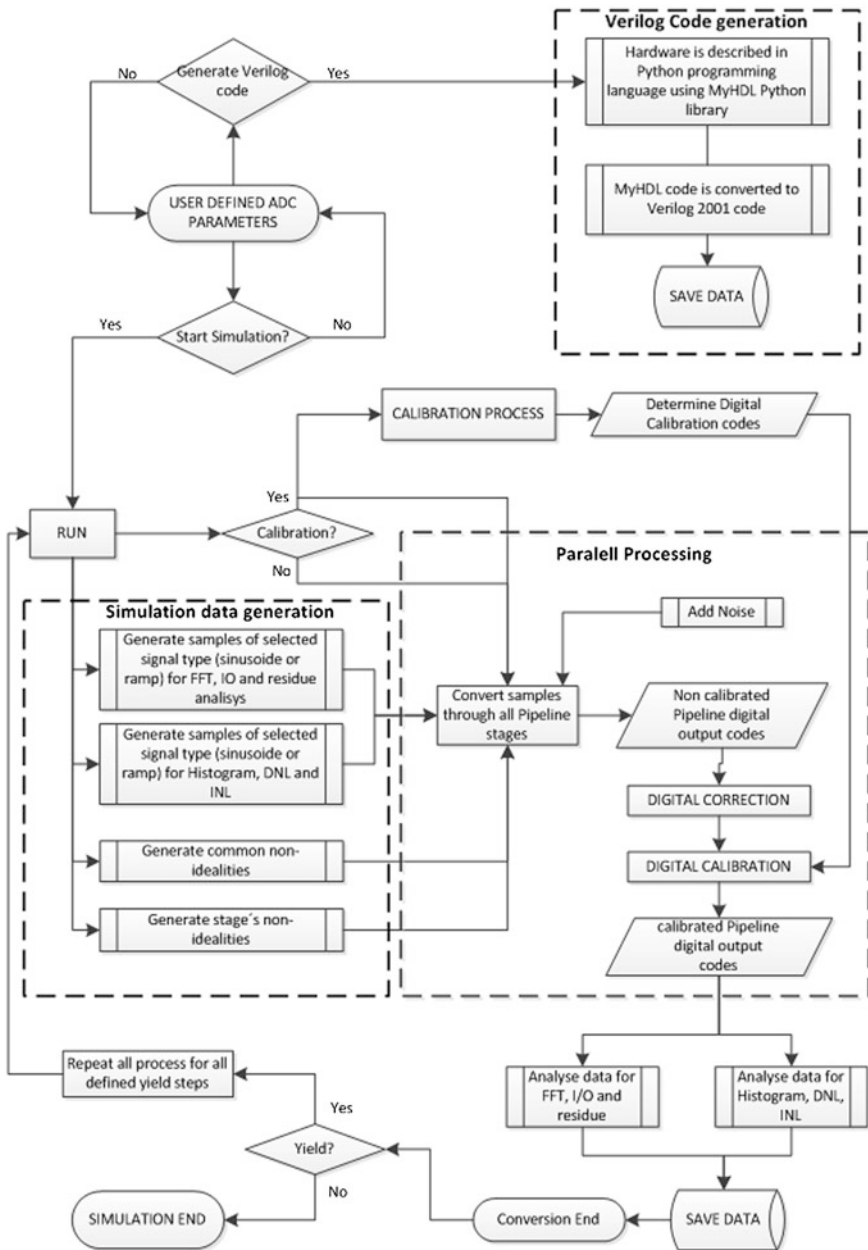 Verilog Code generation
No
Generate Verilog
code
Yes
Hardware is described in
Python programming
language using MyHDL Python
library
USER DEFINED ADC
PARAMETERS
MyHDL code is converted to
Verilog 2001 code
SAVE DATA
Yes
Start Simulation?
No
CALIBRATION PROCESS
Determine Digital
Calibration codes
Yes
RUN
Calibration?
No
Paralell Processing
Simulation data generation
Add Noise
Generate samples of selected
signal type (sinusoide or
ramp) for FFT, IO and residue
analisys
Convert samples
through all Pipeline
stages
Non calibrated
Pipeline digital
output codes
Generate samples of selected
signal type (sinusoide or
ramp) for Histogram, DNL and
INL
DIGITAL CORRECTION
Generate common non-
idealities
DIGITAL CALIBRATION
Generate stage´s non-
idealities
calibrated Pipeline
digital output
codes
Repeat all process for all
defined yield steps
Analyse data for
FFT, I/O and
residue
Analyse data for
Histogram, DNL,
INL
Yes
Yield?
No
SIMULATION END
Conversion End
SAVE DATA